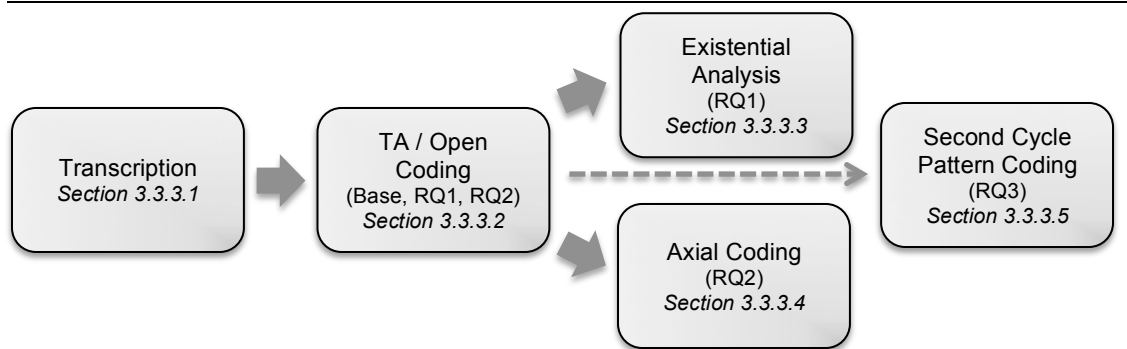 Transcription
Section 3.3.3.1
TA / Open
Coding
(Base, RQ1, RQ2)
Section 3.3.3.2
Existential
Analysis
(RQ1)
Section 3.3.3.3
Axial Coding
(RQ2)
Section 3.3.3.4
Second Cycle
Pattern Coding
(RQ3)
Section 3.3.3.5